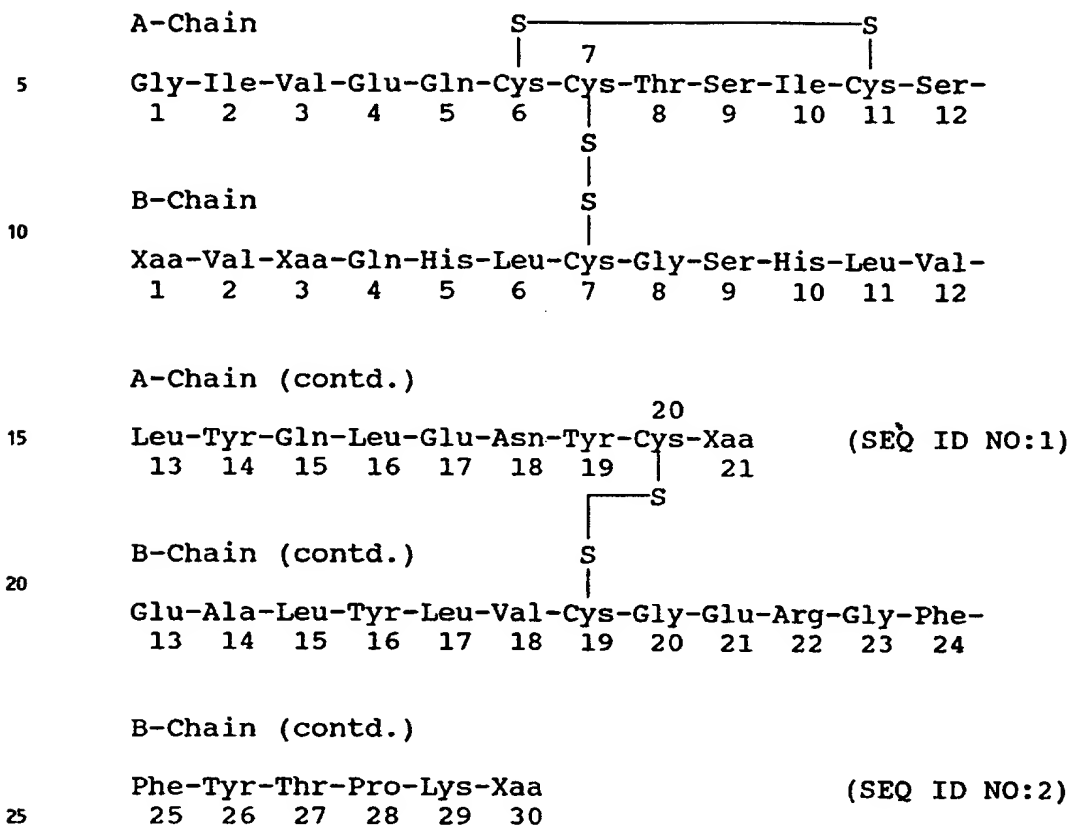 A-Chain S S
7
5 Gly-Ile-Val-Glu-Gln-Cys-Cys-Thr-Ser-Ile-Cys-Ser-
1 2 3 4 5 6 8 9 10 11 12
S
B-Chain S
10
Xaa-Val-Xaa-Gln-His-Leu-Cys-Gly-Ser-His-Leu-Val-
1 2 3 4 5 6 7 8 9 10 11 12
A-Chain (contd.)
20
15 Leu-Tyr-Gln-Leu-Glu-Asn-Tyr-Cys-Xaa (SEQ ID NO:1)
13 14 15 16 17 18 19 21
S
B-Chain (contd.) S
20
Glu-Ala-Leu-Tyr-Leu-Val-Cys-Gly-Glu-Arg-Gly-Phe-
13 14 15 16 17 18 19 20 21 22 23 24
B-Chain (contd.)
Phe-Tyr-Thr-Pro-Lys-Xaa (SEQ ID NO:2)
25 25 26 27 28 29 30